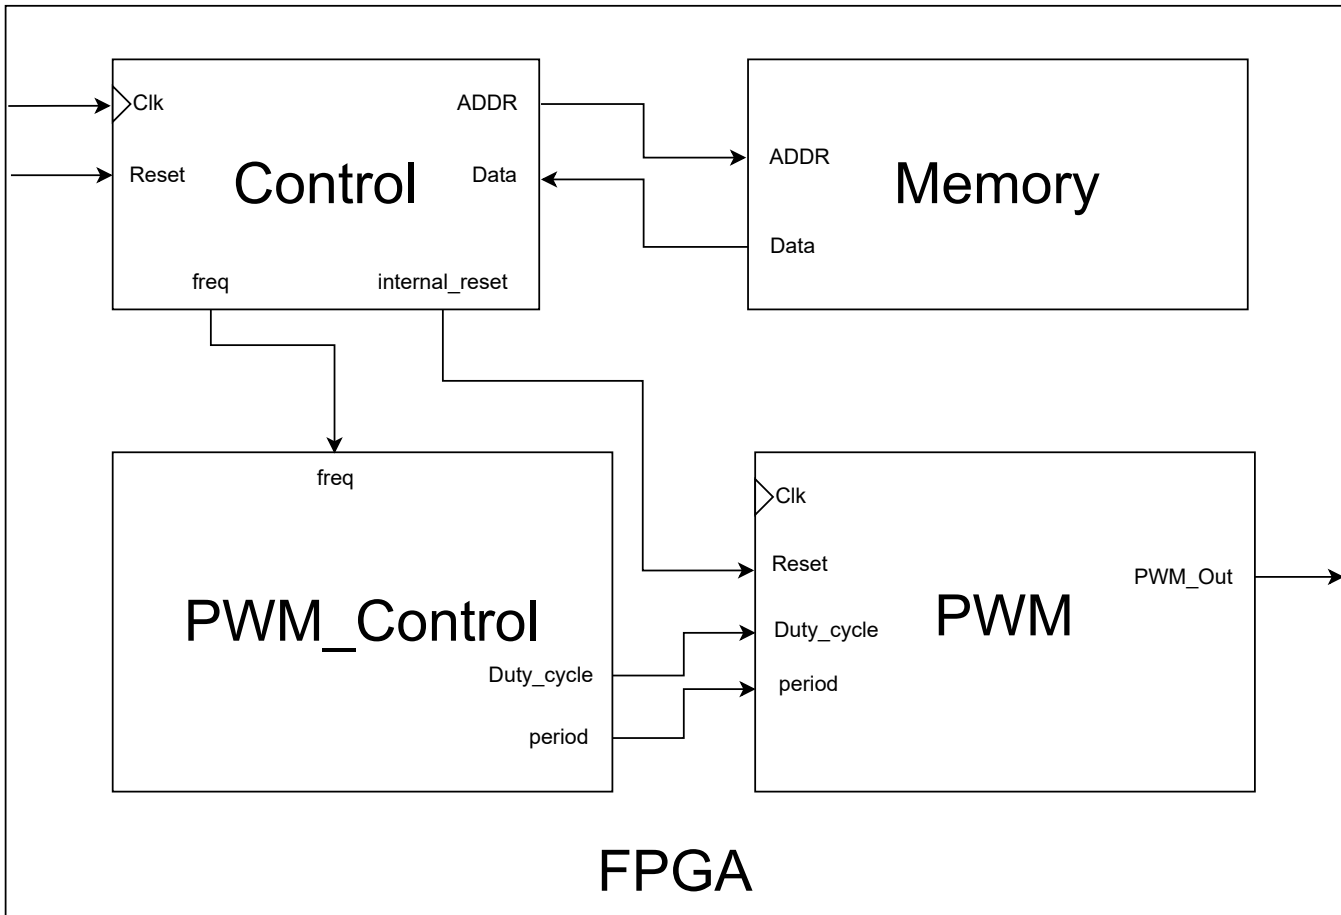 Clk
ADDR
Reset
Control
Data
freq
internal_reset
ADDR
Memory
Data
freq
PWM_Control
Duty_cycle
period
Clk
Reset
PWM_Out
Duty_cycle
PWM
period
FPGA